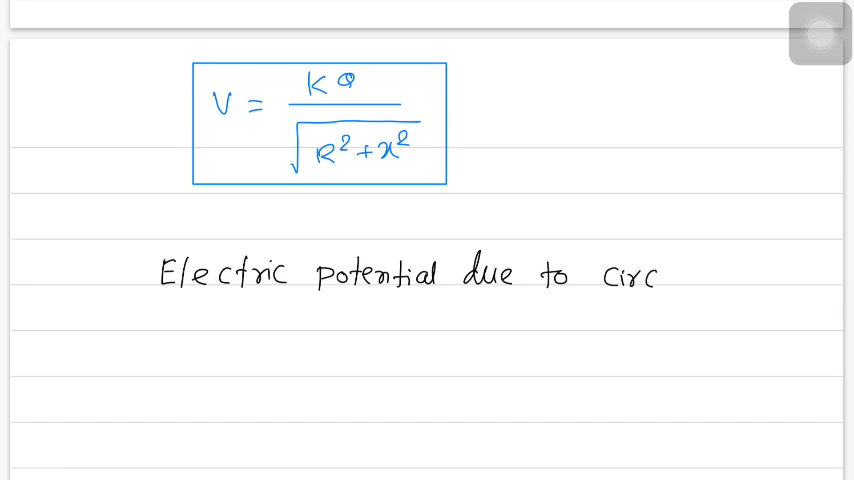 V = KQ / √(R² + x²)
Electric potential due to circ